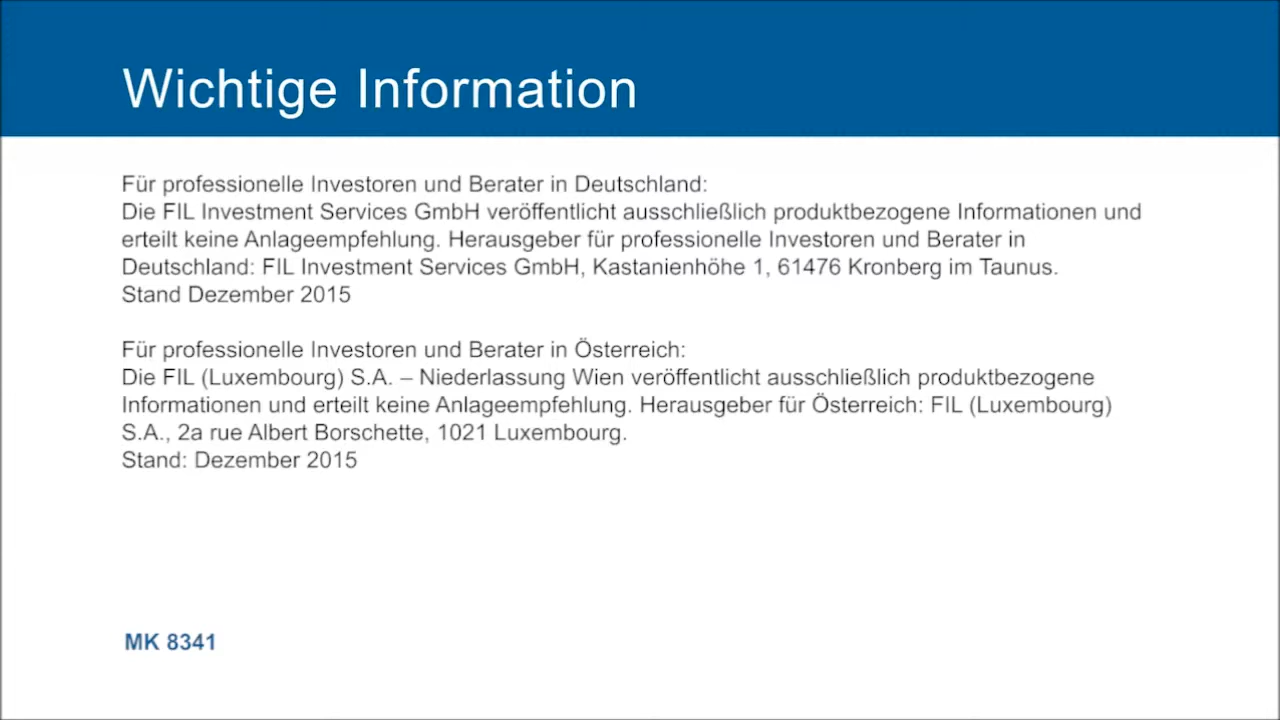 Wichtige Information
Für professionelle Investoren und Berater in Deutschland:
Die FIL Investment Services GmbH veröffentlicht ausschließlich produktbezogene Informationen und
erteilt keine Anlageempfehlung. Herausgeber für professionelle Investoren und Berater in
Deutschland: FIL Investment Services GmbH, Kastanienhöhe 1, 61476 Kronberg im Taunus.
Stand Dezember 2015
Für professionelle Investoren und Berater in Österreich:
Die FIL (Luxembourg) S.A. – Niederlassung Wien veröffentlicht ausschließlich produktbezogene
Informationen und erteilt keine Anlageempfehlung. Herausgeber für Österreich: FIL (Luxembourg)
S.A., 2a rue Albert Borschette, 1021 Luxembourg.
Stand: Dezember 2015
MK 8341